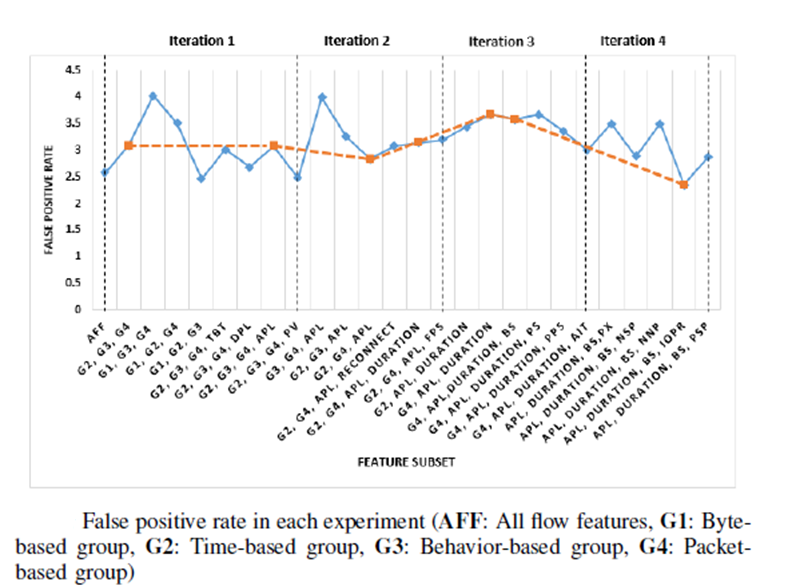 Iteration 1 Iteration 2 Iteration 3 Iteration 4
4.5
4
3.5
3
2.5
2
1.5
1
0.5
0
FALSE POSITIVE RATE
AFF
G2, G3, G4
G1, G3, G4
G1, G2, G4
G1, G2, G3
G2, G3, G4, TBT
G2, G3, G4, DPL
G2, G3, G4, APL
G2, G3, G4, PV
G3, G4, APL
G2, G3, APL
G2, G4, APL
G2, G4, APL, RECONNECT
G2, G4, APL, DURATION
G2, G4, APL, FPS
G2, APL, DURATION
G4, APL, DURATION
G4, APL,DURATION, BS
G4, APL, DURATION, PS
G4, APL, DURATION, PPS
G4, APL, DURATION, AIT
APL, DURATION, BS,PX
APL, DURATION, BS, NSP
APL, DURATION, BS, NNP
APL, DURATION, BS, IOPR
APL, DURATION, BS, PSP
FEATURE SUBSET
False positive rate in each experiment (AFF: All flow features, G1: Byte-
based group, G2: Time-based group, G3: Behavior-based group, G4: Packet-
based group)